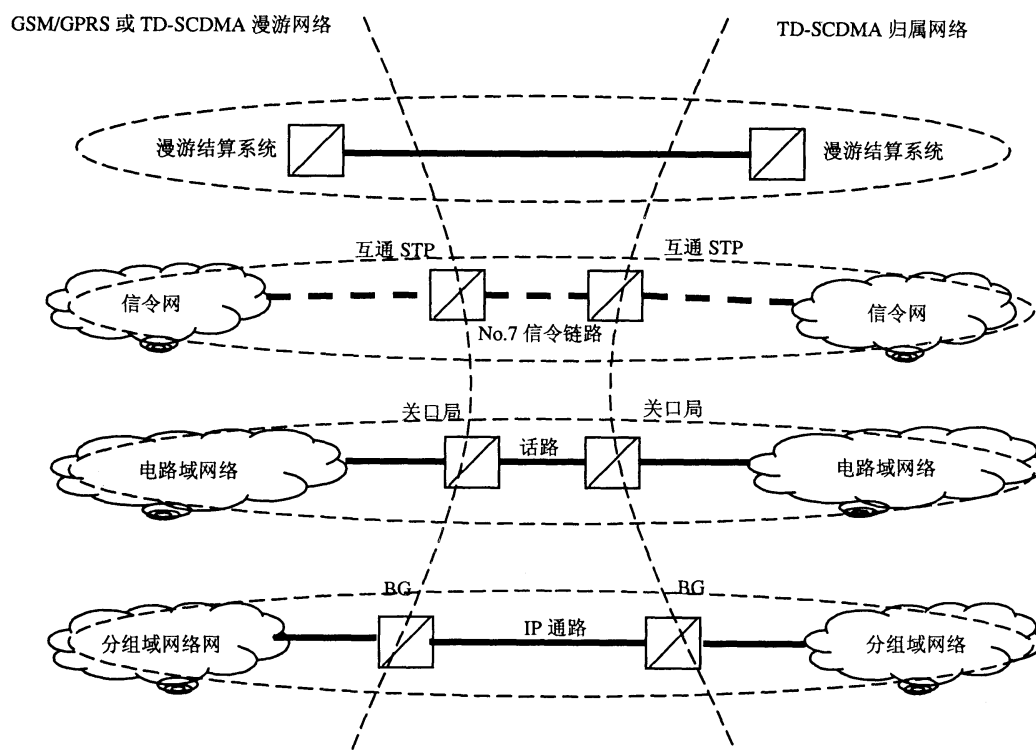 GSM/GPRS 或 TD-SCDMA 漫游网络
TD-SCDMA 归属网络
漫游结算系统
漫游结算系统
互通 STP
互通 STP
信令网
信令网
No.7 信令链路
关口局
关口局
电路域网络
话路
电路域网络
BG
BG
分组域网络网
IP 通路
分组域网络